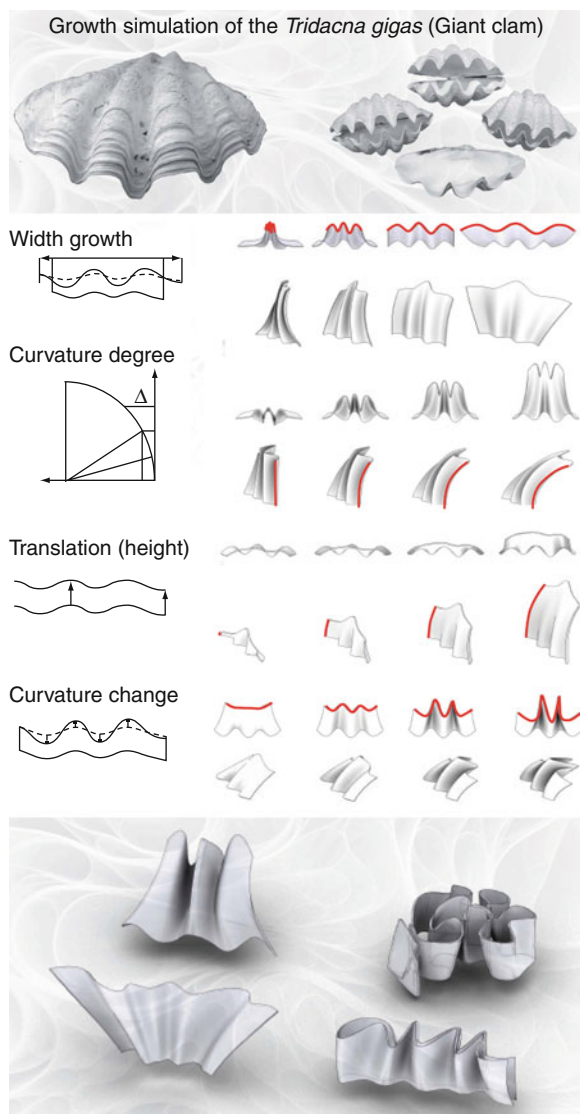 Growth simulation of the Tridacna gigas (Giant clam)
Width growth
Curvature degree
Δ
Translation (height)
Curvature change